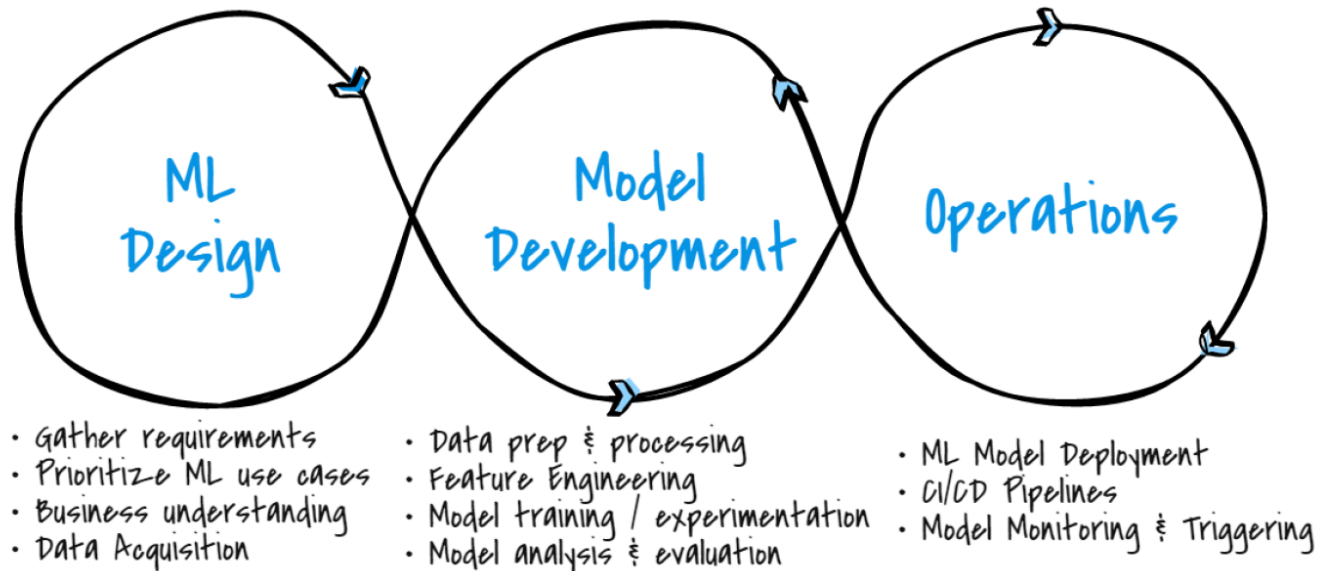 ML
Design
Model
Development
Operations
• Gather requirements
• Prioritize ML use cases
• Business understanding
• Data Acquisition
• Data prep & processing
• Feature Engineering
• Model training / experimentation
• Model analysis & evaluation
• ML Model Deployment
• CI/CD Pipelines
• Model Monitoring & Triggering